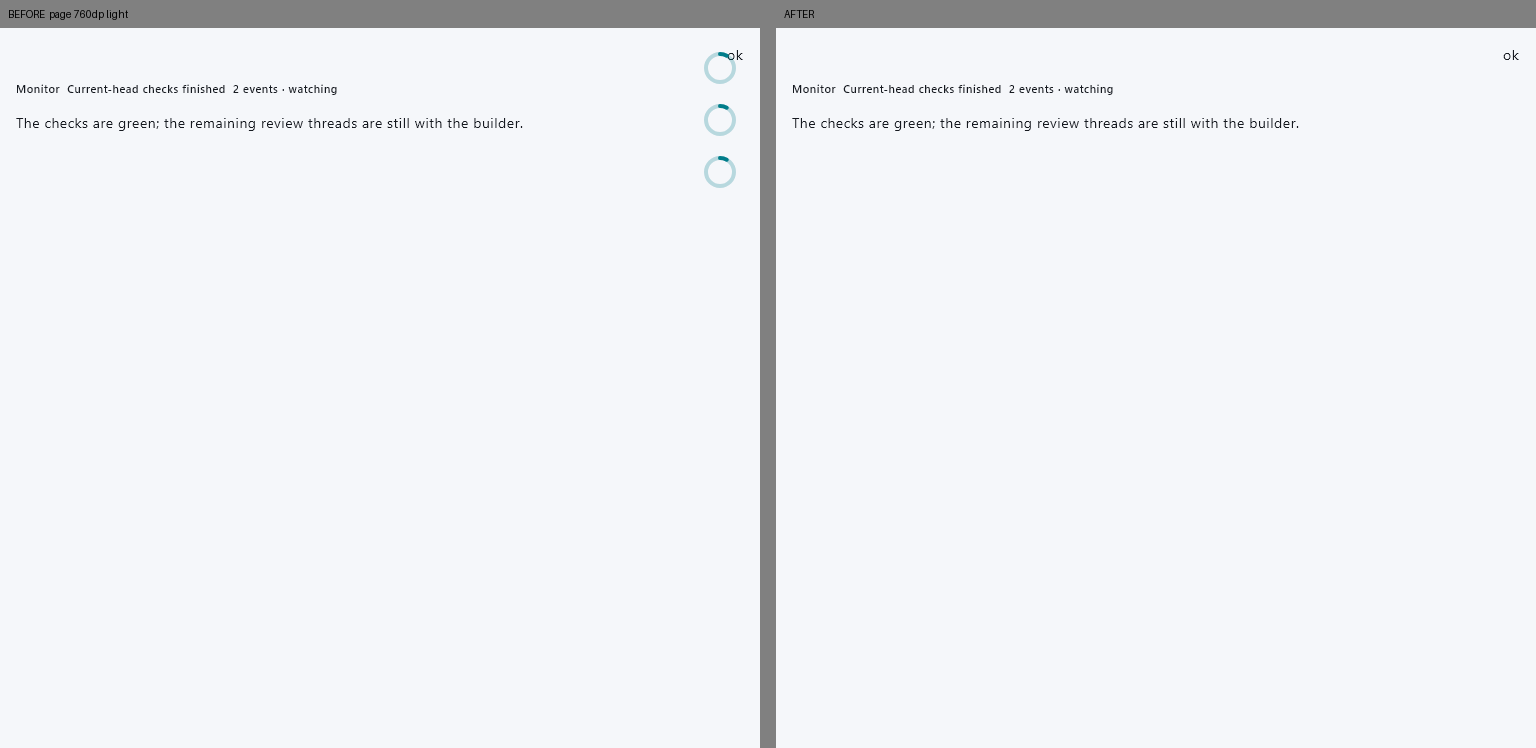 BEFORE page 760dp light
AFTER
ok
Monitor Current-head checks finished 2 events · watching
The checks are green; the remaining review threads are still with the builder.
ok
Monitor Current-head checks finished 2 events · watching
The checks are green; the remaining review threads are still with the builder.